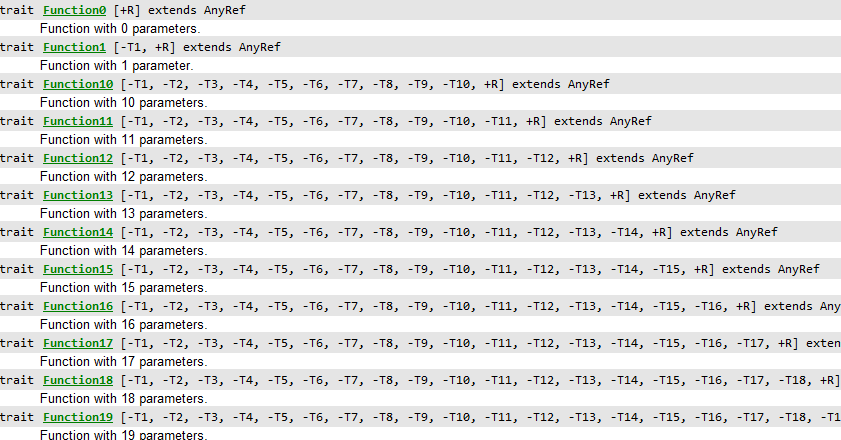 trait Function0 [+R] extends AnyRef
Function with 0 parameters.
trait Function1 [-T1, +R] extends AnyRef
Function with 1 parameter.
trait Function10 [-T1, -T2, -T3, -T4, -T5, -T6, -T7, -T8, -T9, -T10, +R] extends AnyRef
Function with 10 parameters.
trait Function11 [-T1, -T2, -T3, -T4, -T5, -T6, -T7, -T8, -T9, -T10, -T11, +R] extends AnyRef
Function with 11 parameters.
trait Function12 [-T1, -T2, -T3, -T4, -T5, -T6, -T7, -T8, -T9, -T10, -T11, -T12, +R] extends AnyRef
Function with 12 parameters.
trait Function13 [-T1, -T2, -T3, -T4, -T5, -T6, -T7, -T8, -T9, -T10, -T11, -T12, -T13, +R] extends AnyRef
Function with 13 parameters.
trait Function14 [-T1, -T2, -T3, -T4, -T5, -T6, -T7, -T8, -T9, -T10, -T11, -T12, -T13, -T14, +R] extends AnyRef
Function with 14 parameters.
trait Function15 [-T1, -T2, -T3, -T4, -T5, -T6, -T7, -T8, -T9, -T10, -T11, -T12, -T13, -T14, -T15, +R] extends AnyRef
Function with 15 parameters.
trait Function16 [-T1, -T2, -T3, -T4, -T5, -T6, -T7, -T8, -T9, -T10, -T11, -T12, -T13, -T14, -T15, -T16, +R] extends Any
Function with 16 parameters.
trait Function17 [-T1, -T2, -T3, -T4, -T5, -T6, -T7, -T8, -T9, -T10, -T11, -T12, -T13, -T14, -T15, -T16, -T17, +R] exten
Function with 17 parameters.
trait Function18 [-T1, -T2, -T3, -T4, -T5, -T6, -T7, -T8, -T9, -T10, -T11, -T12, -T13, -T14, -T15, -T16, -T17, -T18, +R]
Function with 18 parameters.
trait Function19 [-T1, -T2, -T3, -T4, -T5, -T6, -T7, -T8, -T9, -T10, -T11, -T12, -T13, -T14, -T15, -T16, -T17, -T18, -T1
Function with 19 parameters.